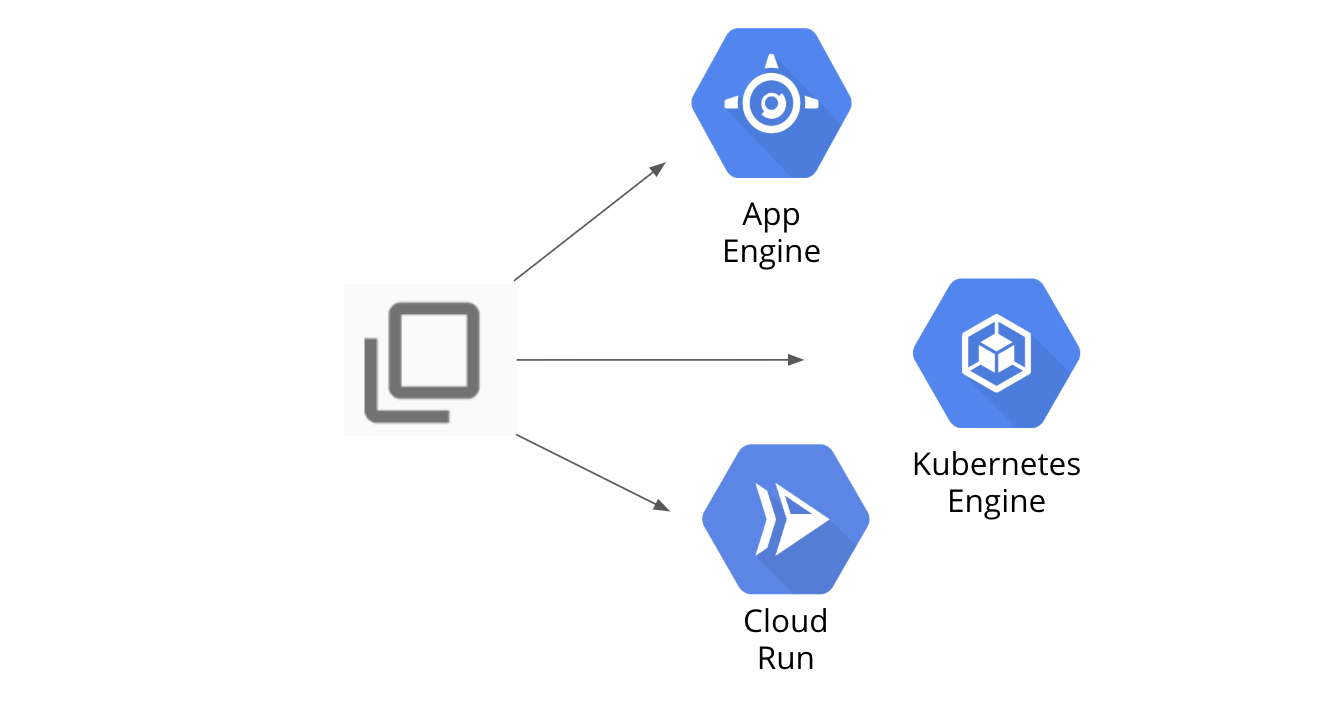 App
Engine
Kubernetes
Engine
Cloud
Run